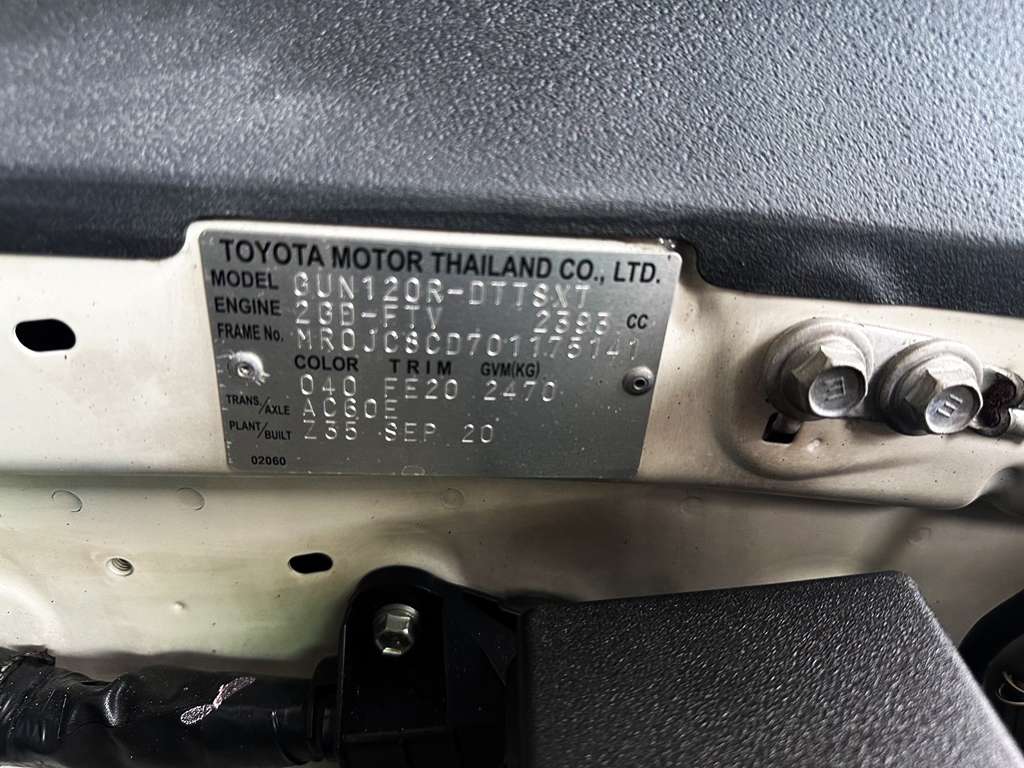 TOYOTA MOTOR THAILAND CO., LTD.
MODEL GUN120R-DTTSXT
ENGINE 2GD-FTV 2393 CC
FRAME No. MR0JC8CD701175141
COLOR TRIM GVM(KG)
040 FE20 2470
TRANS./AXLE AC60E
PLANT/BUILT Z35 SEP 20
02060